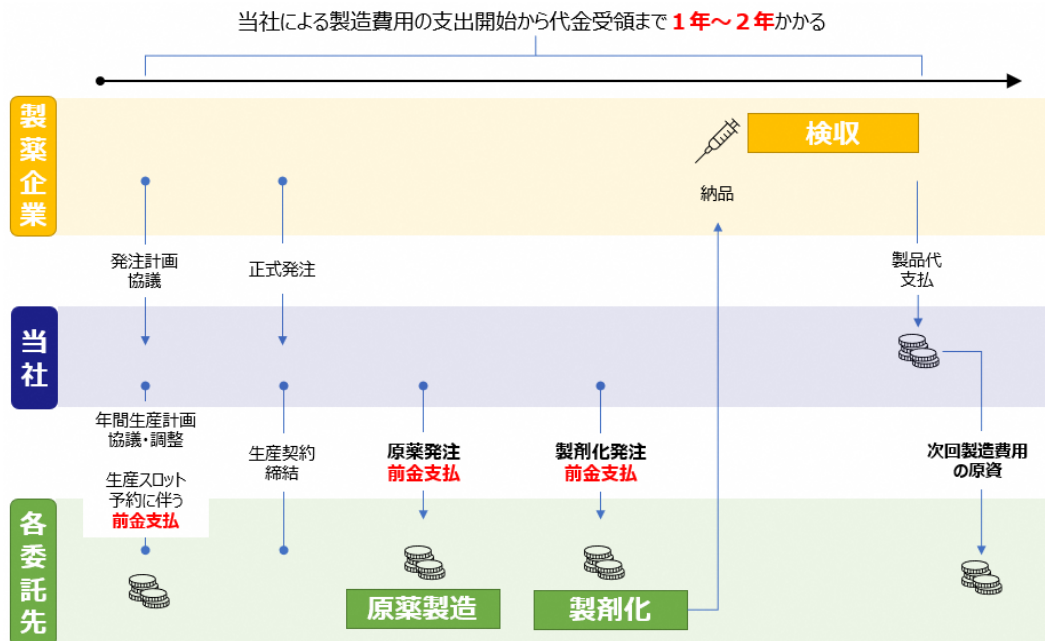 当社による製造費用の支出開始から代金受領まで１年～２年かかる
製薬企業
検収
納品
発注計画
協議
正式発注
製品代
支払
当社
年間生産計画
協議・調整
生産スロット
予約に伴う
前金支払
生産契約
締結
原薬発注
前金支払
製剤化発注
前金支払
次回製造費用
の原資
各委託先
原薬製造
製剤化